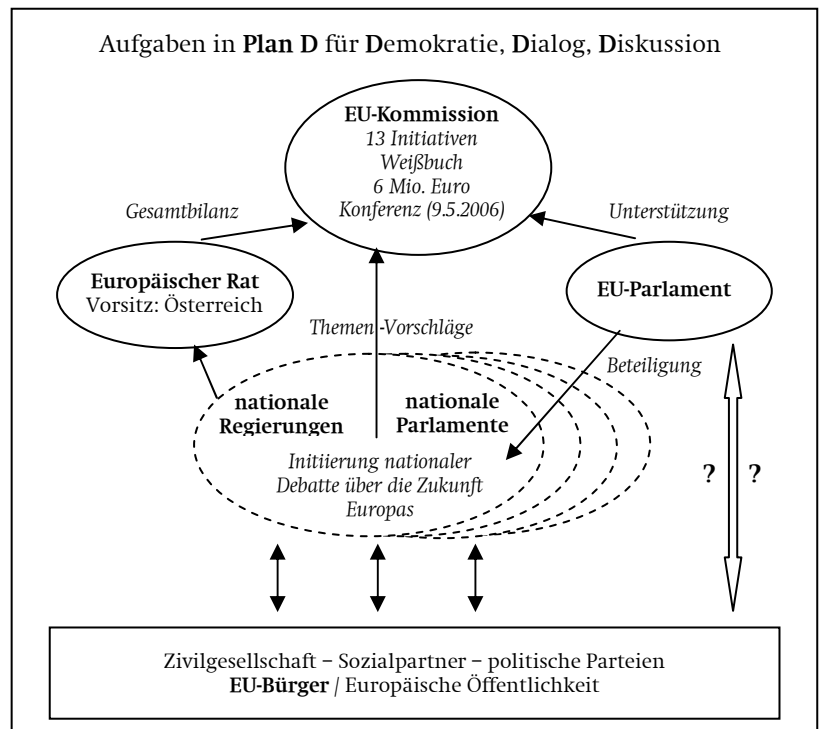 Aufgaben in Plan D für Demokratie, Dialog, Diskussion
EU-Kommission
13 Initiativen
Weißbuch
6 Mio. Euro
Konferenz (9.5.2006)
Gesamtbilanz
Unterstützung
Europäischer Rat
Vorsitz: Österreich
EU-Parlament
Themen-Vorschläge
Beteiligung
nationale
Regierungen
nationale
Parlamente
Initiierung nationaler
Debatte über die Zukunft
Europas
? ?
Zivilgesellschaft – Sozialpartner – politische Parteien
EU-Bürger / Europäische Öffentlichkeit